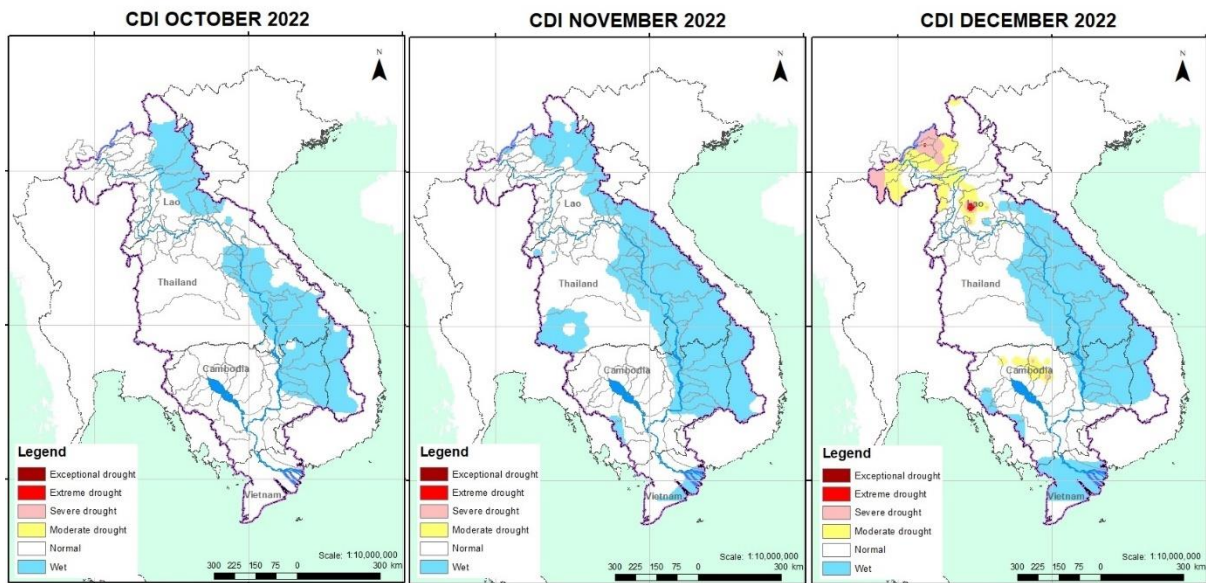 CDI OCTOBER 2022
N
Lao
Thailand
Cambodia
Vietnam
Legend
Exceptional drought
Extreme drought
Severe drought
Moderate drought
Normal
Wet
Scale: 1:10,000,000
300 225 150 75 0 300 km
CDI NOVEMBER 2022
N
Lao
Thailand
Cambodia
Vietnam
Legend
Exceptional drought
Extreme drought
Severe drought
Moderate drought
Normal
Wet
Scale: 1:10,000,000
300 225 150 75 0 300 km
CDI DECEMBER 2022
N
Lao
Thailand
Cambodia
Vietnam
Legend
Exceptional drought
Extreme drought
Severe drought
Moderate drought
Normal
Wet
Scale: 1:10,000,000
300 225 150 75 0 300 km